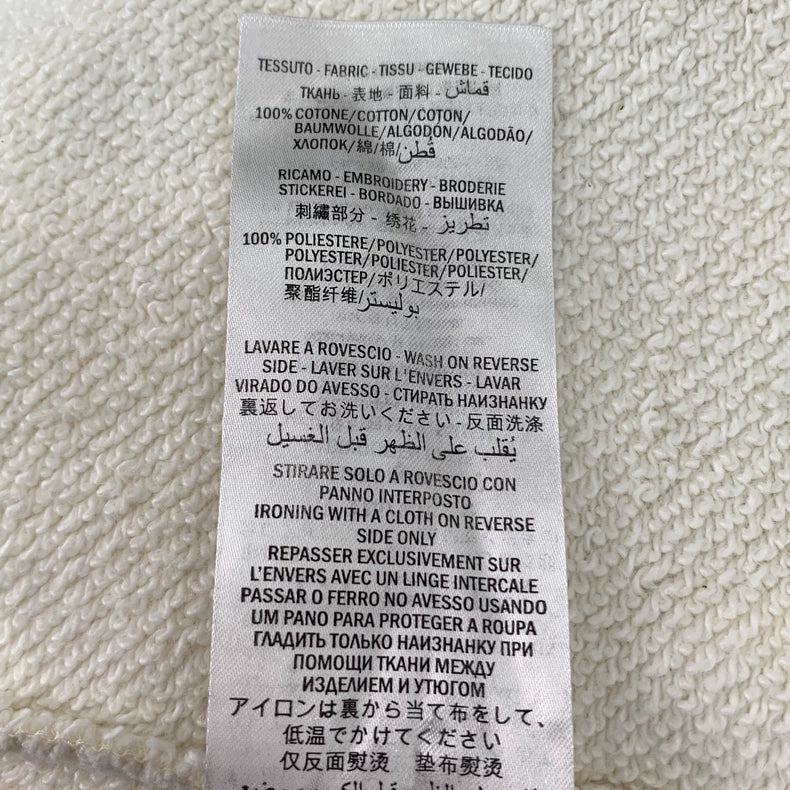 TESSUTO - FABRIC - TISSU - GEWEBE - TECIDO
ТКАНЬ - 表地 - 面料 - قماش
100% COTONE/COTTON/COTON/
BAUMWOLLE/ALGODÓN/ALGODÃO/
ХЛОПОК/綿/棉/قُطن
RICAMO - EMBROIDERY - BRODERIE
STICKEREI - BORDADO - ВЫШИВКА
刺繍部分 - 绣花 - تطريز
100% POLIESTERE/POLYESTER/POLYESTER/
POLYESTER/POLIESTER/POLIESTER/
ПОЛИЭСТЕР/ポリエステル/
聚酯纤维/بوليستر
LAVARE A ROVESCIO - WASH ON REVERSE
SIDE - LAVER SUR L'ENVERS - LAVAR
VIRADO DO AVESSO - СТИРАТЬ НАИЗНАНКУ
裏返してお洗いください - 反面洗涤
يُقلب على الظهر قبل الغسيل
STIRARE SOLO A ROVESCIO CON
PANNO INTERPOSTO
IRONING WITH A CLOTH ON REVERSE
SIDE ONLY
REPASSER EXCLUSIVEMENT SUR
L'ENVERS AVEC UN LINGE INTERCALE
PASSAR O FERRO NO AVESSO USANDO
UM PANO PARA PROTEGER A ROUPA
ГЛАДИТЬ ТОЛЬКО НАИЗНАНКУ ПРИ
ПОМОЩИ ТКАНИ МЕЖДУ
ИЗДЕЛИЕМ И УТЮГОМ
アイロンは裏から当て布をして、
低温でかけてください
仅反面熨烫 垫布熨烫